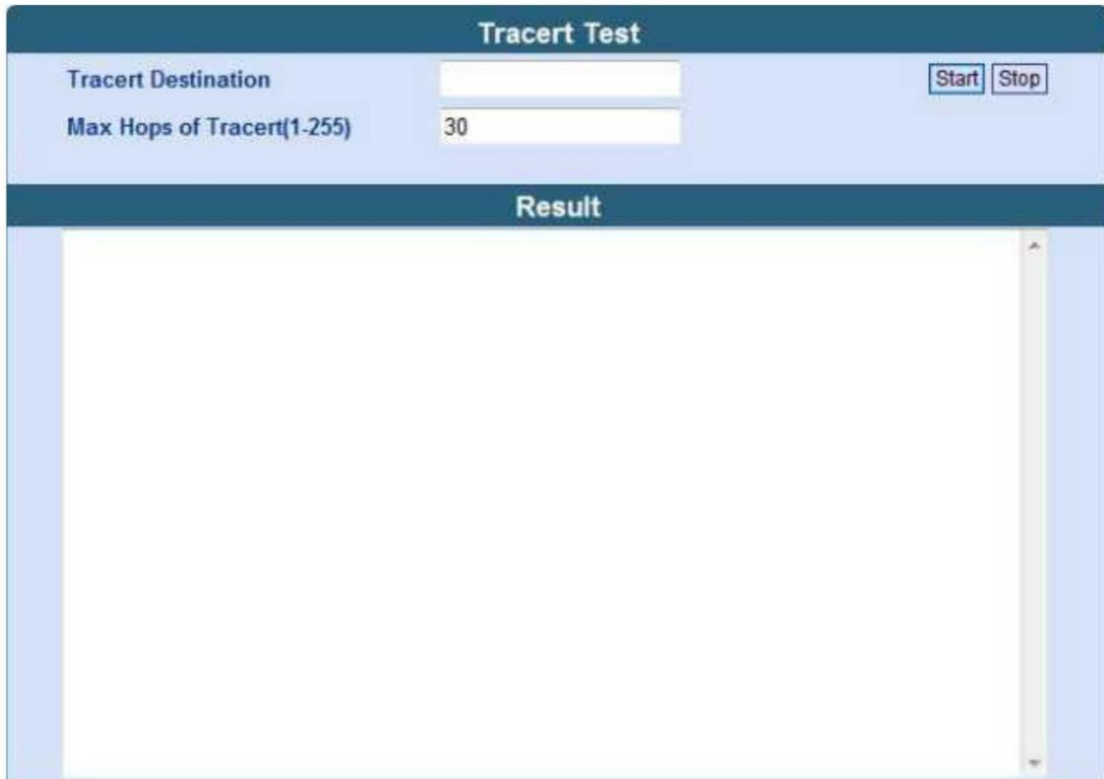 Tracert Test
Tracert Destination
Start Stop
Max Hops of Tracert(1-255) 30
Result